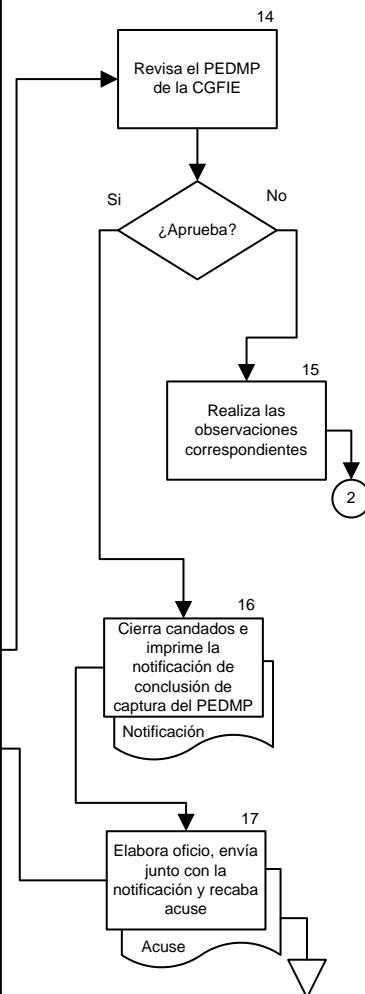 14
Revisa el PEDMP
de la CGFIE
Si
No
¿Aprueba?
15
Realiza las
observaciones
correspondientes
2
16
Cierra candados e
imprime la
notificación de
conclusión de
captura del PEDMP
Notificación
17
Elabora oficio, envía
junto con la
notificación y recaba
acuse
Acuse